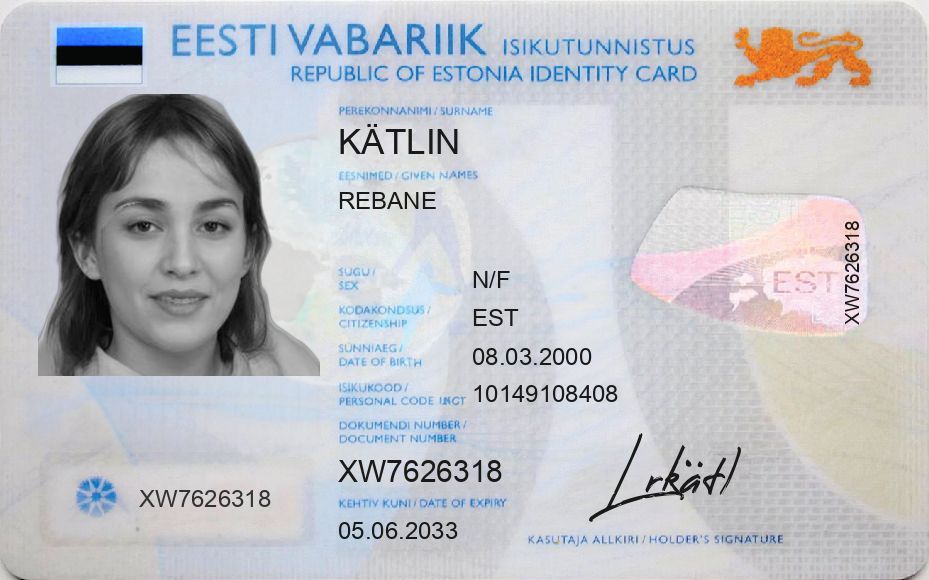 EESTI VABARIIK ISIKUTUNNISTUS
REPUBLIC OF ESTONIA IDENTITY CARD
PEREKONNANIMI / SURNAME
KÄTLIN
EESNIMED / GIVEN NAMES
REBANE
SUGU /
SEX
N/F
KODAKONDSUS /
CITIZENSHIP
EST
SÜNNIAEG /
DATE OF BIRTH
08.03.2000
ISIKUKOOD /
PERSONAL CODE
10149108408
DOKUMENDI NUMBER /
DOCUMENT NUMBER
XW7626318
KEHTIV KUNI / DATE OF EXPIRY
05.06.2033
XW7626318
EST
XW7626318
KASUTAJA ALLKIRI / HOLDER'S SIGNATURE